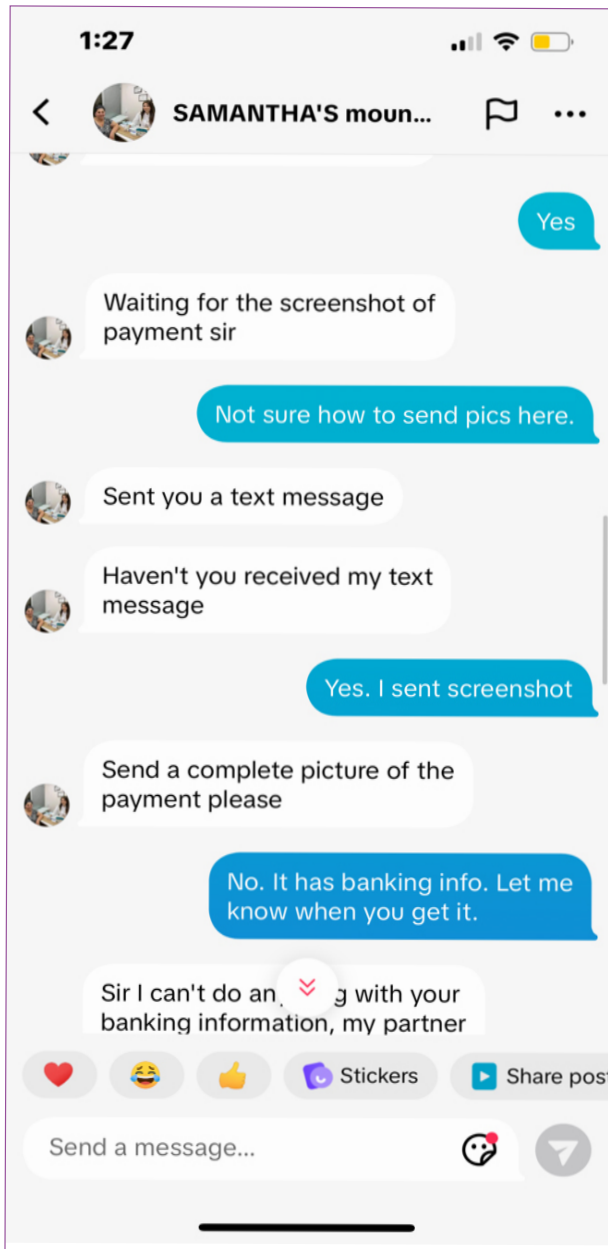 1:27
SAMANTHA'S moun...
Yes
Waiting for the screenshot of
payment sir
Not sure how to send pics here.
Sent you a text message
Haven't you received my text
message
Yes. I sent screenshot
Send a complete picture of the
payment please
No. It has banking info. Let me
know when you get it.
Sir I can't do an g with your
banking information, my partner
Stickers
Share pos
Send a message...